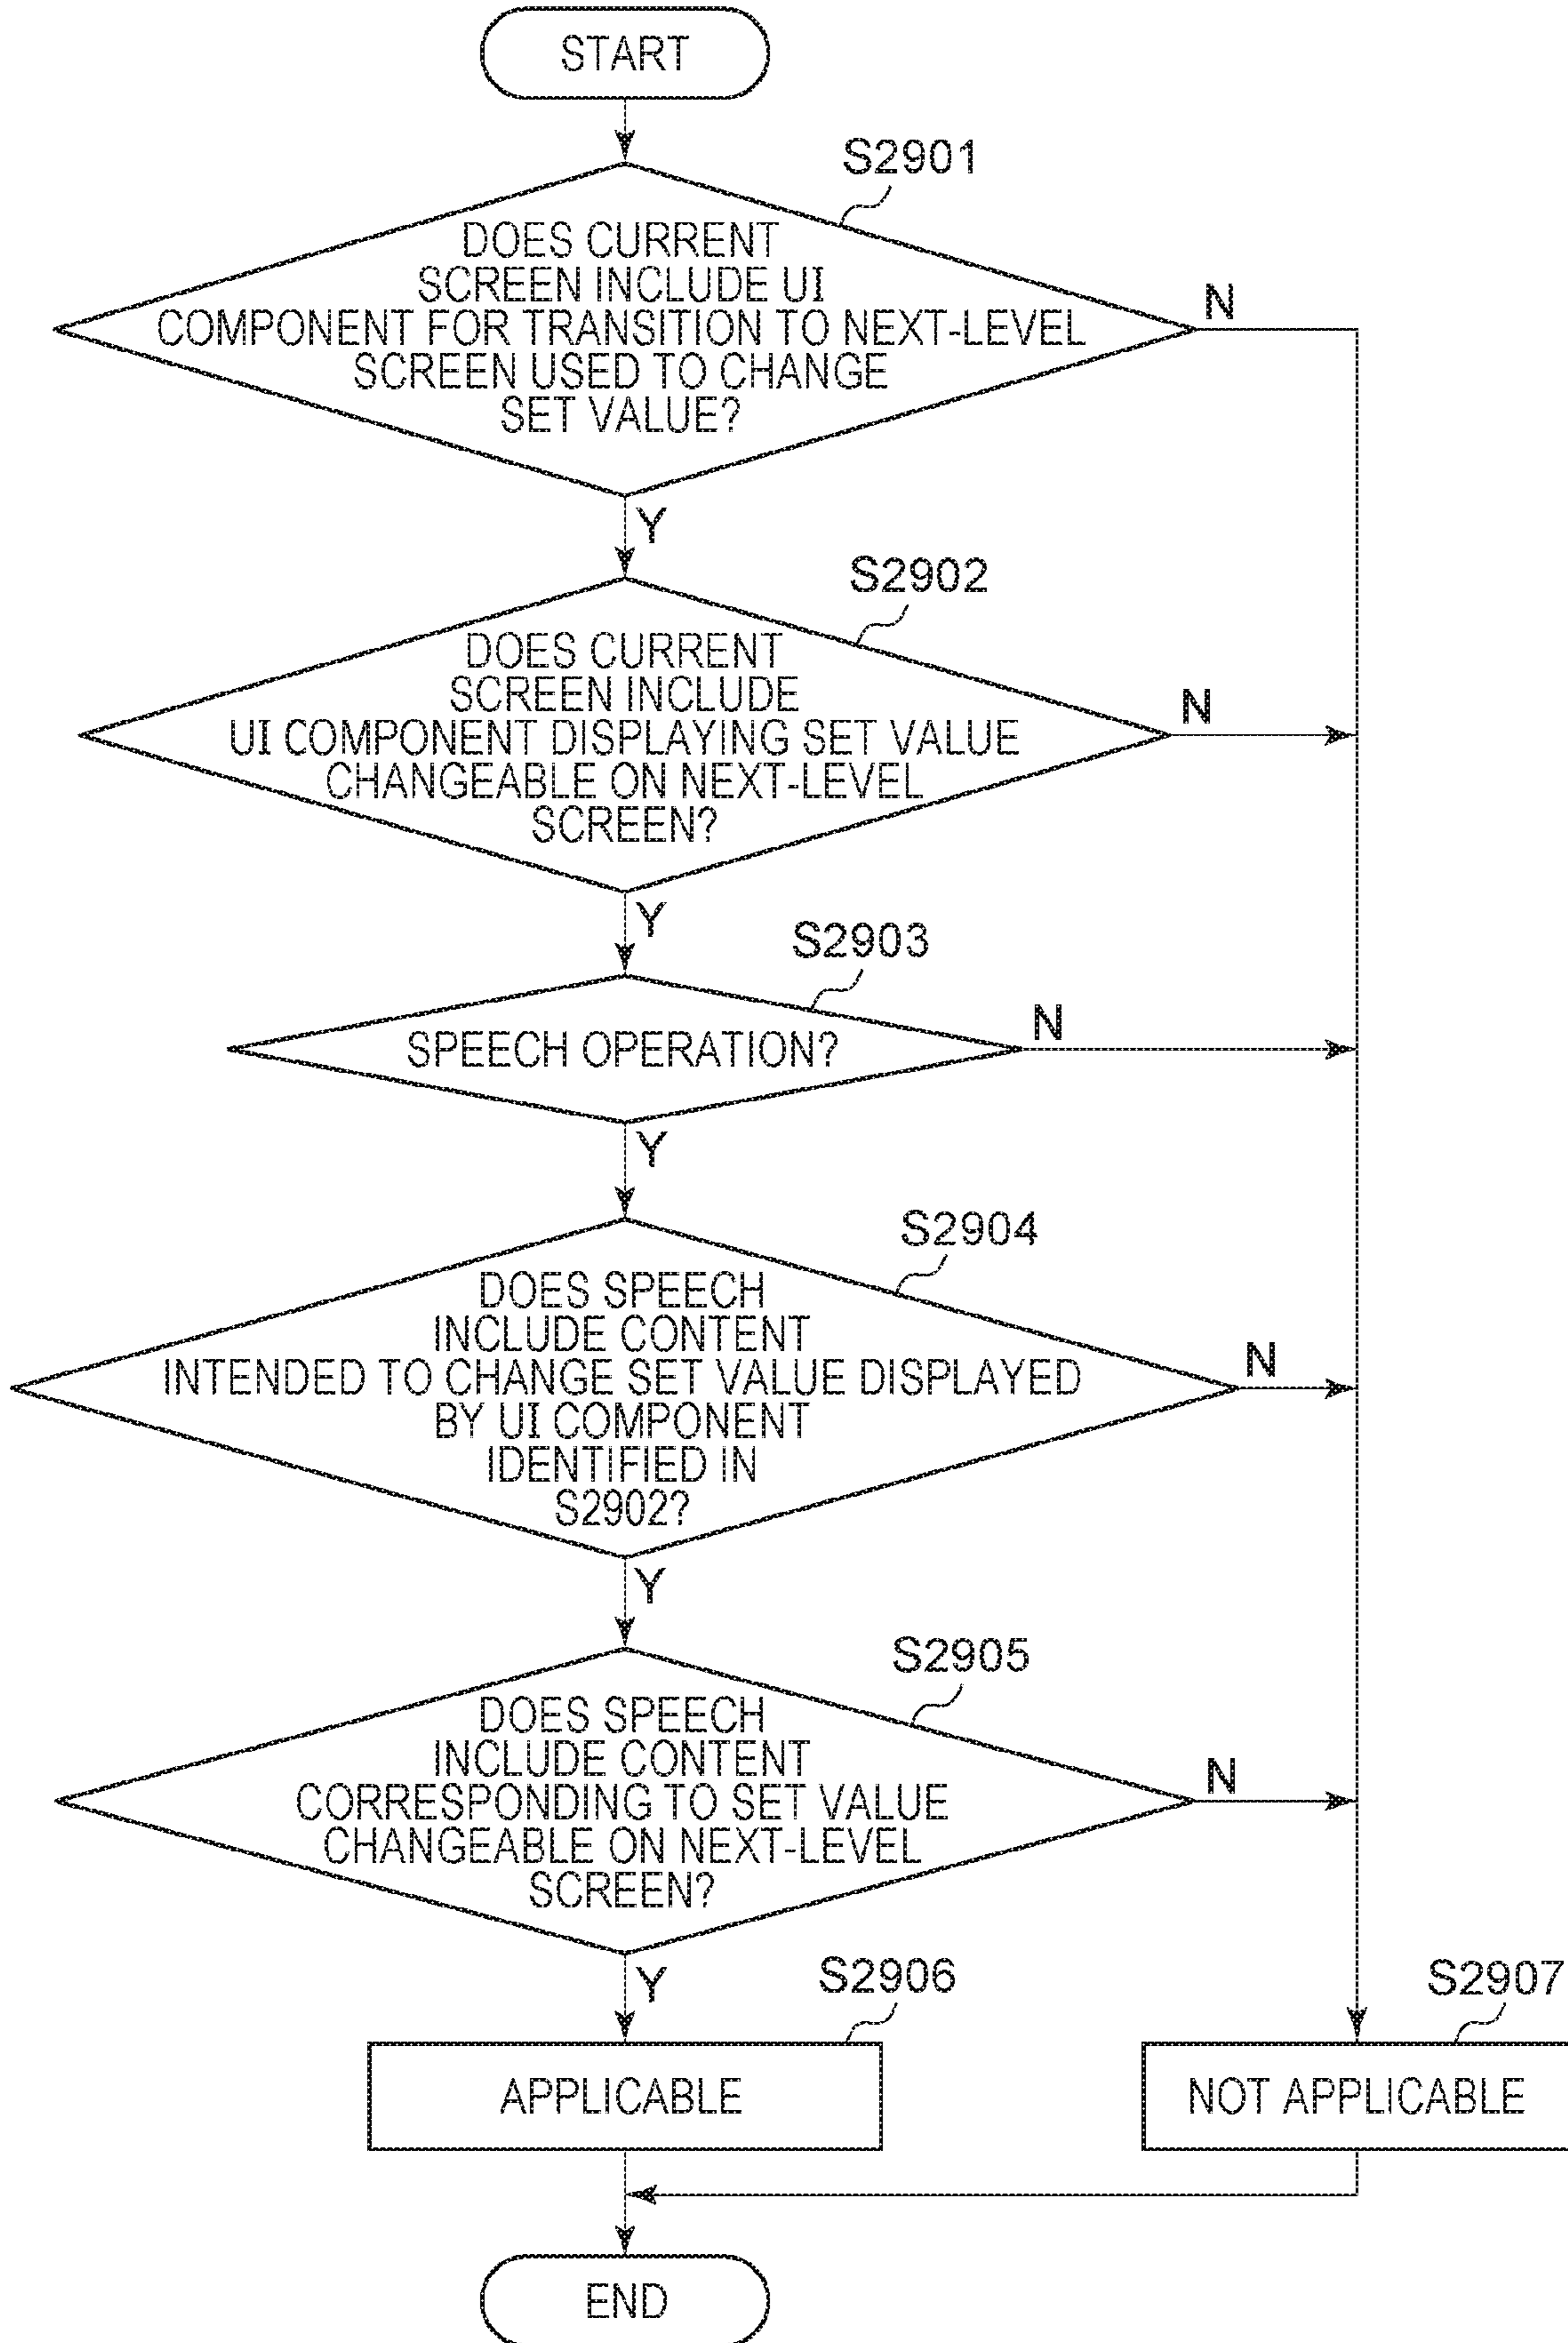 START
S2901
DOES CURRENT
SCREEN INCLUDE UI
COMPONENT FOR TRANSITION TO NEXT-LEVEL
SCREEN USED TO CHANGE
SET VALUE?
N
Y
S2902
DOES CURRENT
SCREEN INCLUDE
UI COMPONENT DISPLAYING SET VALUE
CHANGEABLE ON NEXT-LEVEL
SCREEN?
N
Y
S2903
SPEECH OPERATION?
N
Y
S2904
DOES SPEECH
INCLUDE CONTENT
INTENDED TO CHANGE SET VALUE DISPLAYED
BY UI COMPONENT
IDENTIFIED IN
S2902?
N
Y
S2905
DOES SPEECH
INCLUDE CONTENT
CORRESPONDING TO SET VALUE
CHANGEABLE ON NEXT-LEVEL
SCREEN?
N
Y
S2906
APPLICABLE
S2907
NOT APPLICABLE
END